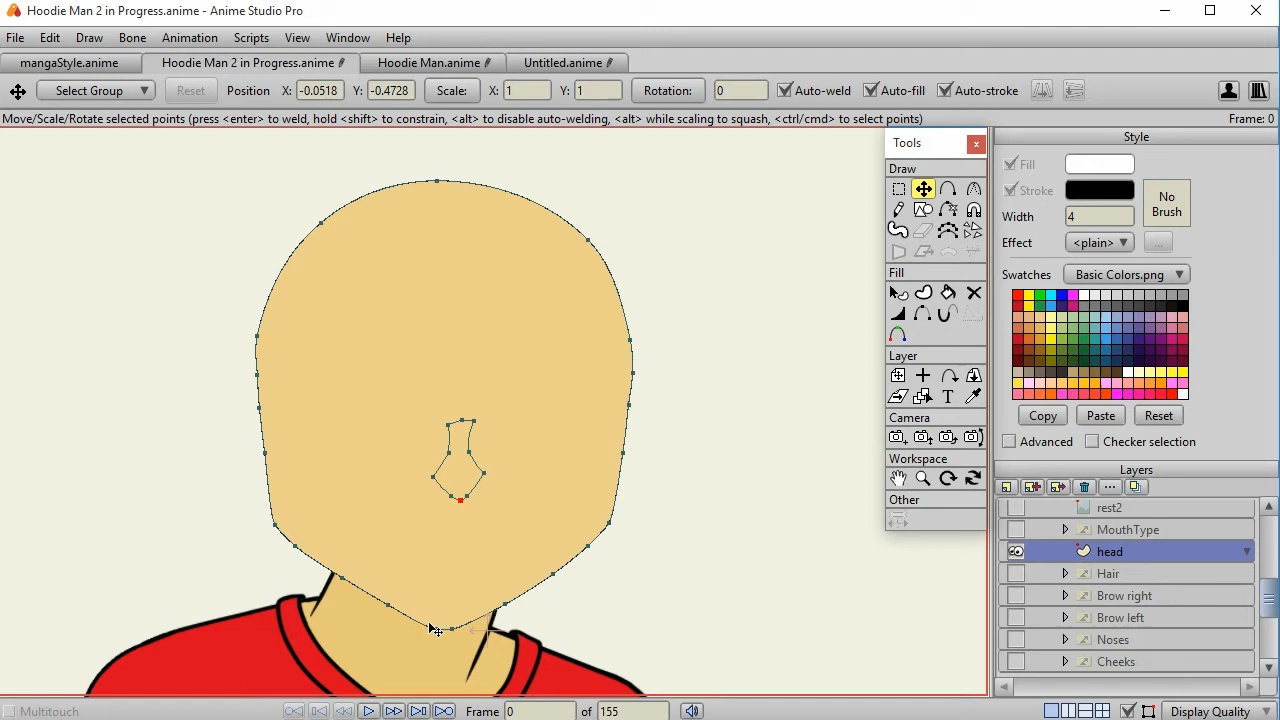 Hoodie Man 2 in Progress.anime - Anime Studio Pro
File Edit Draw Bone Animation Scripts View Window Help
mangaStyle.anime Hoodie Man 2 in Progress.anime Hoodie Man.anime Untitled.anime
Select Group Reset Position X: -0.0518 Y: -0.4728 Scale: X: 1 Y: 1 Rotation: 0 Auto-weld Auto-fill Auto-stroke
Move/Scale/Rotate selected points (press <enter> to weld, hold <shift> to constrain, <alt> to disable auto-welding, <alt> while scaling to squash, <ctrl/cmd> to select points) Frame: 0
Tools x
Draw
Fill
Layer
T
Camera
Workspace
Other
Style
Fill
Stroke
No
Brush
Width 4
Effect <plain> ...
Swatches Basic Colors.png
Copy Paste Reset
Advanced Checker selection
Layers
rest2
MouthType
head
Hair
Brow right
Brow left
Noses
Cheeks
Multitouch Frame 0 of 155 Display Quality